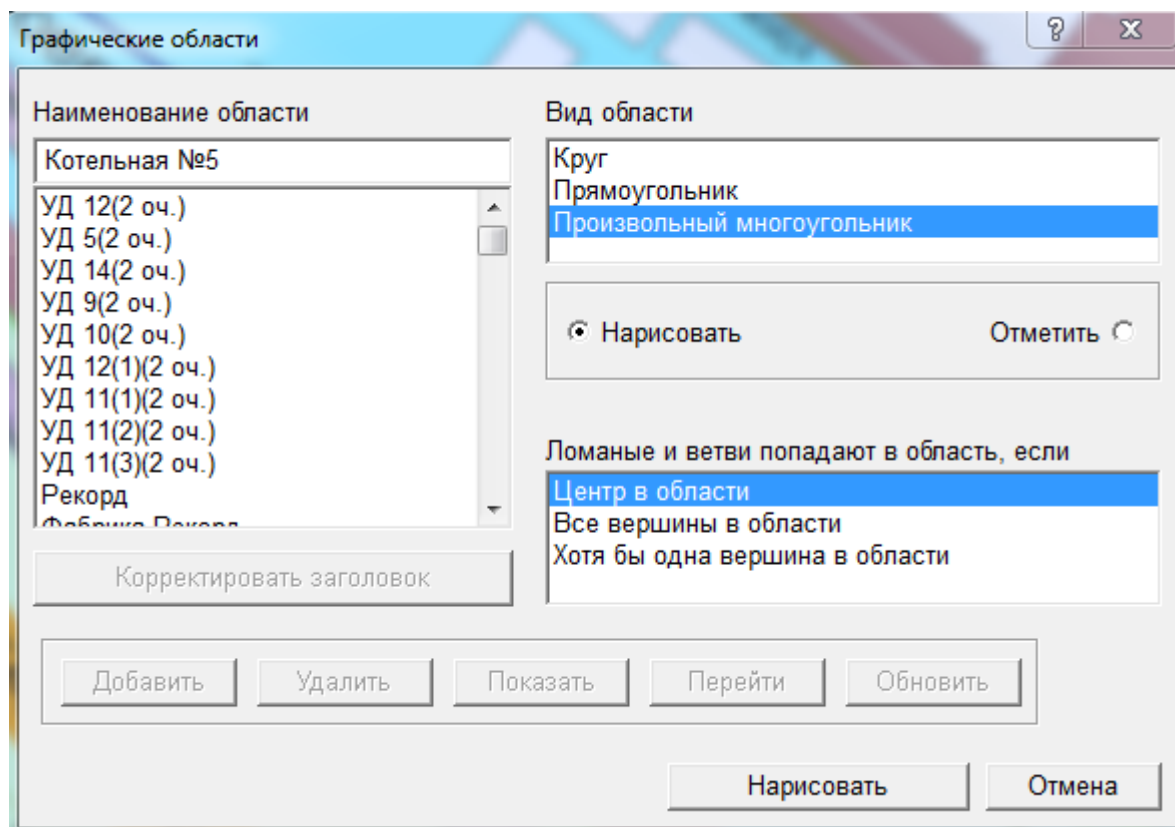 Графические области
Наименование области
Котельная №5
УД 12(2 оч.)
УД 5(2 оч.)
УД 14(2 оч.)
УД 9(2 оч.)
УД 10(2 оч.)
УД 12(1)(2 оч.)
УД 11(1)(2 оч.)
УД 11(2)(2 оч.)
УД 11(3)(2 оч.)
Рекорд
Фабрика Рекорд
Корректировать заголовок
Вид области
Круг
Прямоугольник
Произвольный многоугольник
Нарисовать Отметить
Ломаные и ветви попадают в область, если
Центр в области
Все вершины в области
Хотя бы одна вершина в области
Добавить Удалить Показать Перейти Обновить
Нарисовать Отмена